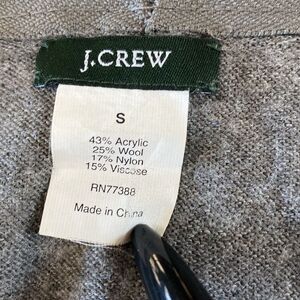 J.CREW
S
43% Acrylic
25% Wool
17% Nylon
15% Viscose
RN77388
Made in China